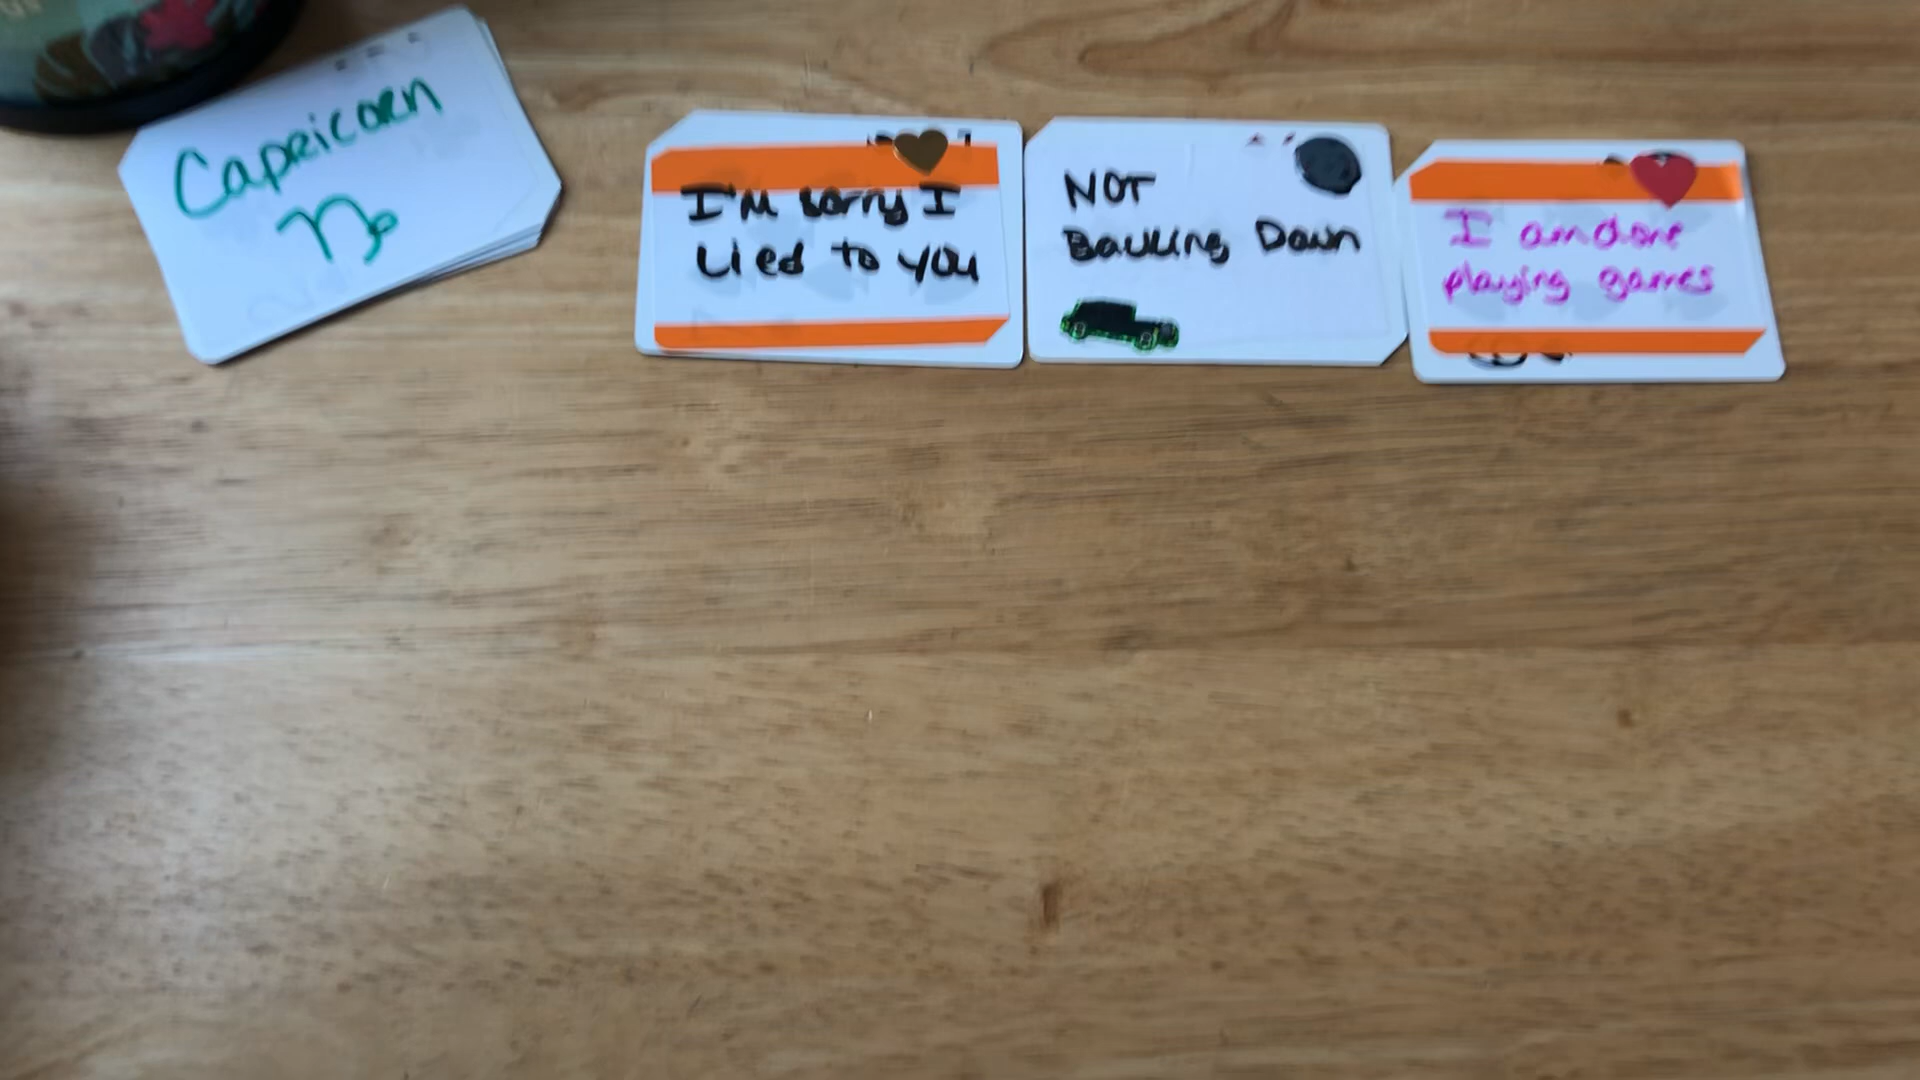 Capricorn
♑
I'm sorry I
Lied to you
NOT
Backing Down
I am done
playing games